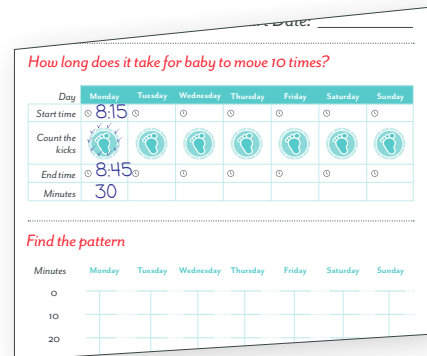 Date:
How long does it take for baby to move 10 times?
Day Monday Tuesday Wednesday Thursday Friday Saturday Sunday
Start time 8:15
Count the
kicks
End time 8:45
Minutes 30
Find the pattern
Minutes Monday Tuesday Wednesday Thursday Friday Saturday Sunday
0
10
20